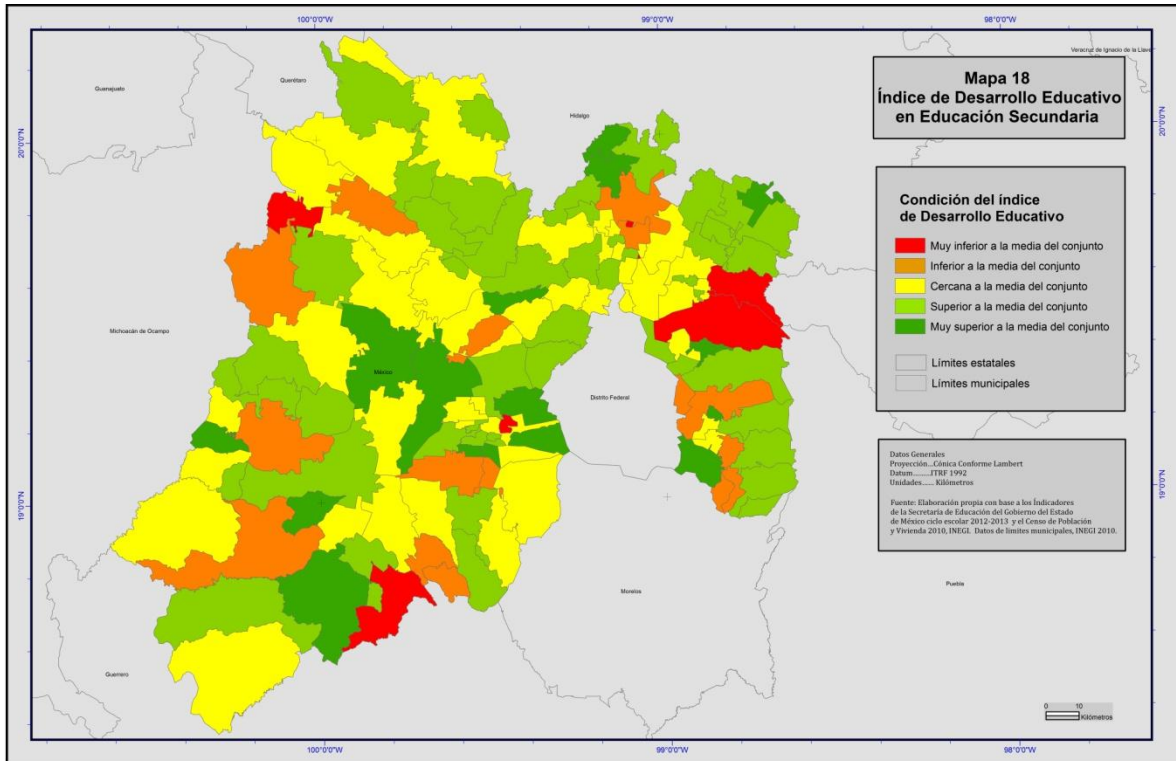 100°0'0"W
99°0'0"W
98°0'0"W
Veracruz de Ignacio de la Llave
Querétaro
Guanajuato
Hidalgo
20°0'0"N
20°0'0"N
Mapa 18
Índice de Desarrollo Educativo
en Educación Secundaria
Condición del índice
de Desarrollo Educativo
Muy inferior a la media del conjunto
Inferior a la media del conjunto
Cercana a la media del conjunto
Superior a la media del conjunto
Muy superior a la media del conjunto
Límites estatales
Límites municipales
Michoacán de Ocampo
México
Distrito Federal
Datos Generales
Proyección...Cónica Conforme Lambert
Datum.........ITRF 1992
Unidades...... Kilómetros
Fuente: Elaboración propia con base a los Índicadores
de la Secretaría de Educación del Gobierno del Estado
de México ciclo escolar 2012-2013 y el Censo de Población
y Vivienda 2010, INEGI. Datos de límites municipales, INEGI 2010.
19°0'0"N
19°0'0"N
Puebla
Morelos
Guerrero
0 10
Kilómetros
100°0'0"W
99°0'0"W
98°0'0"W